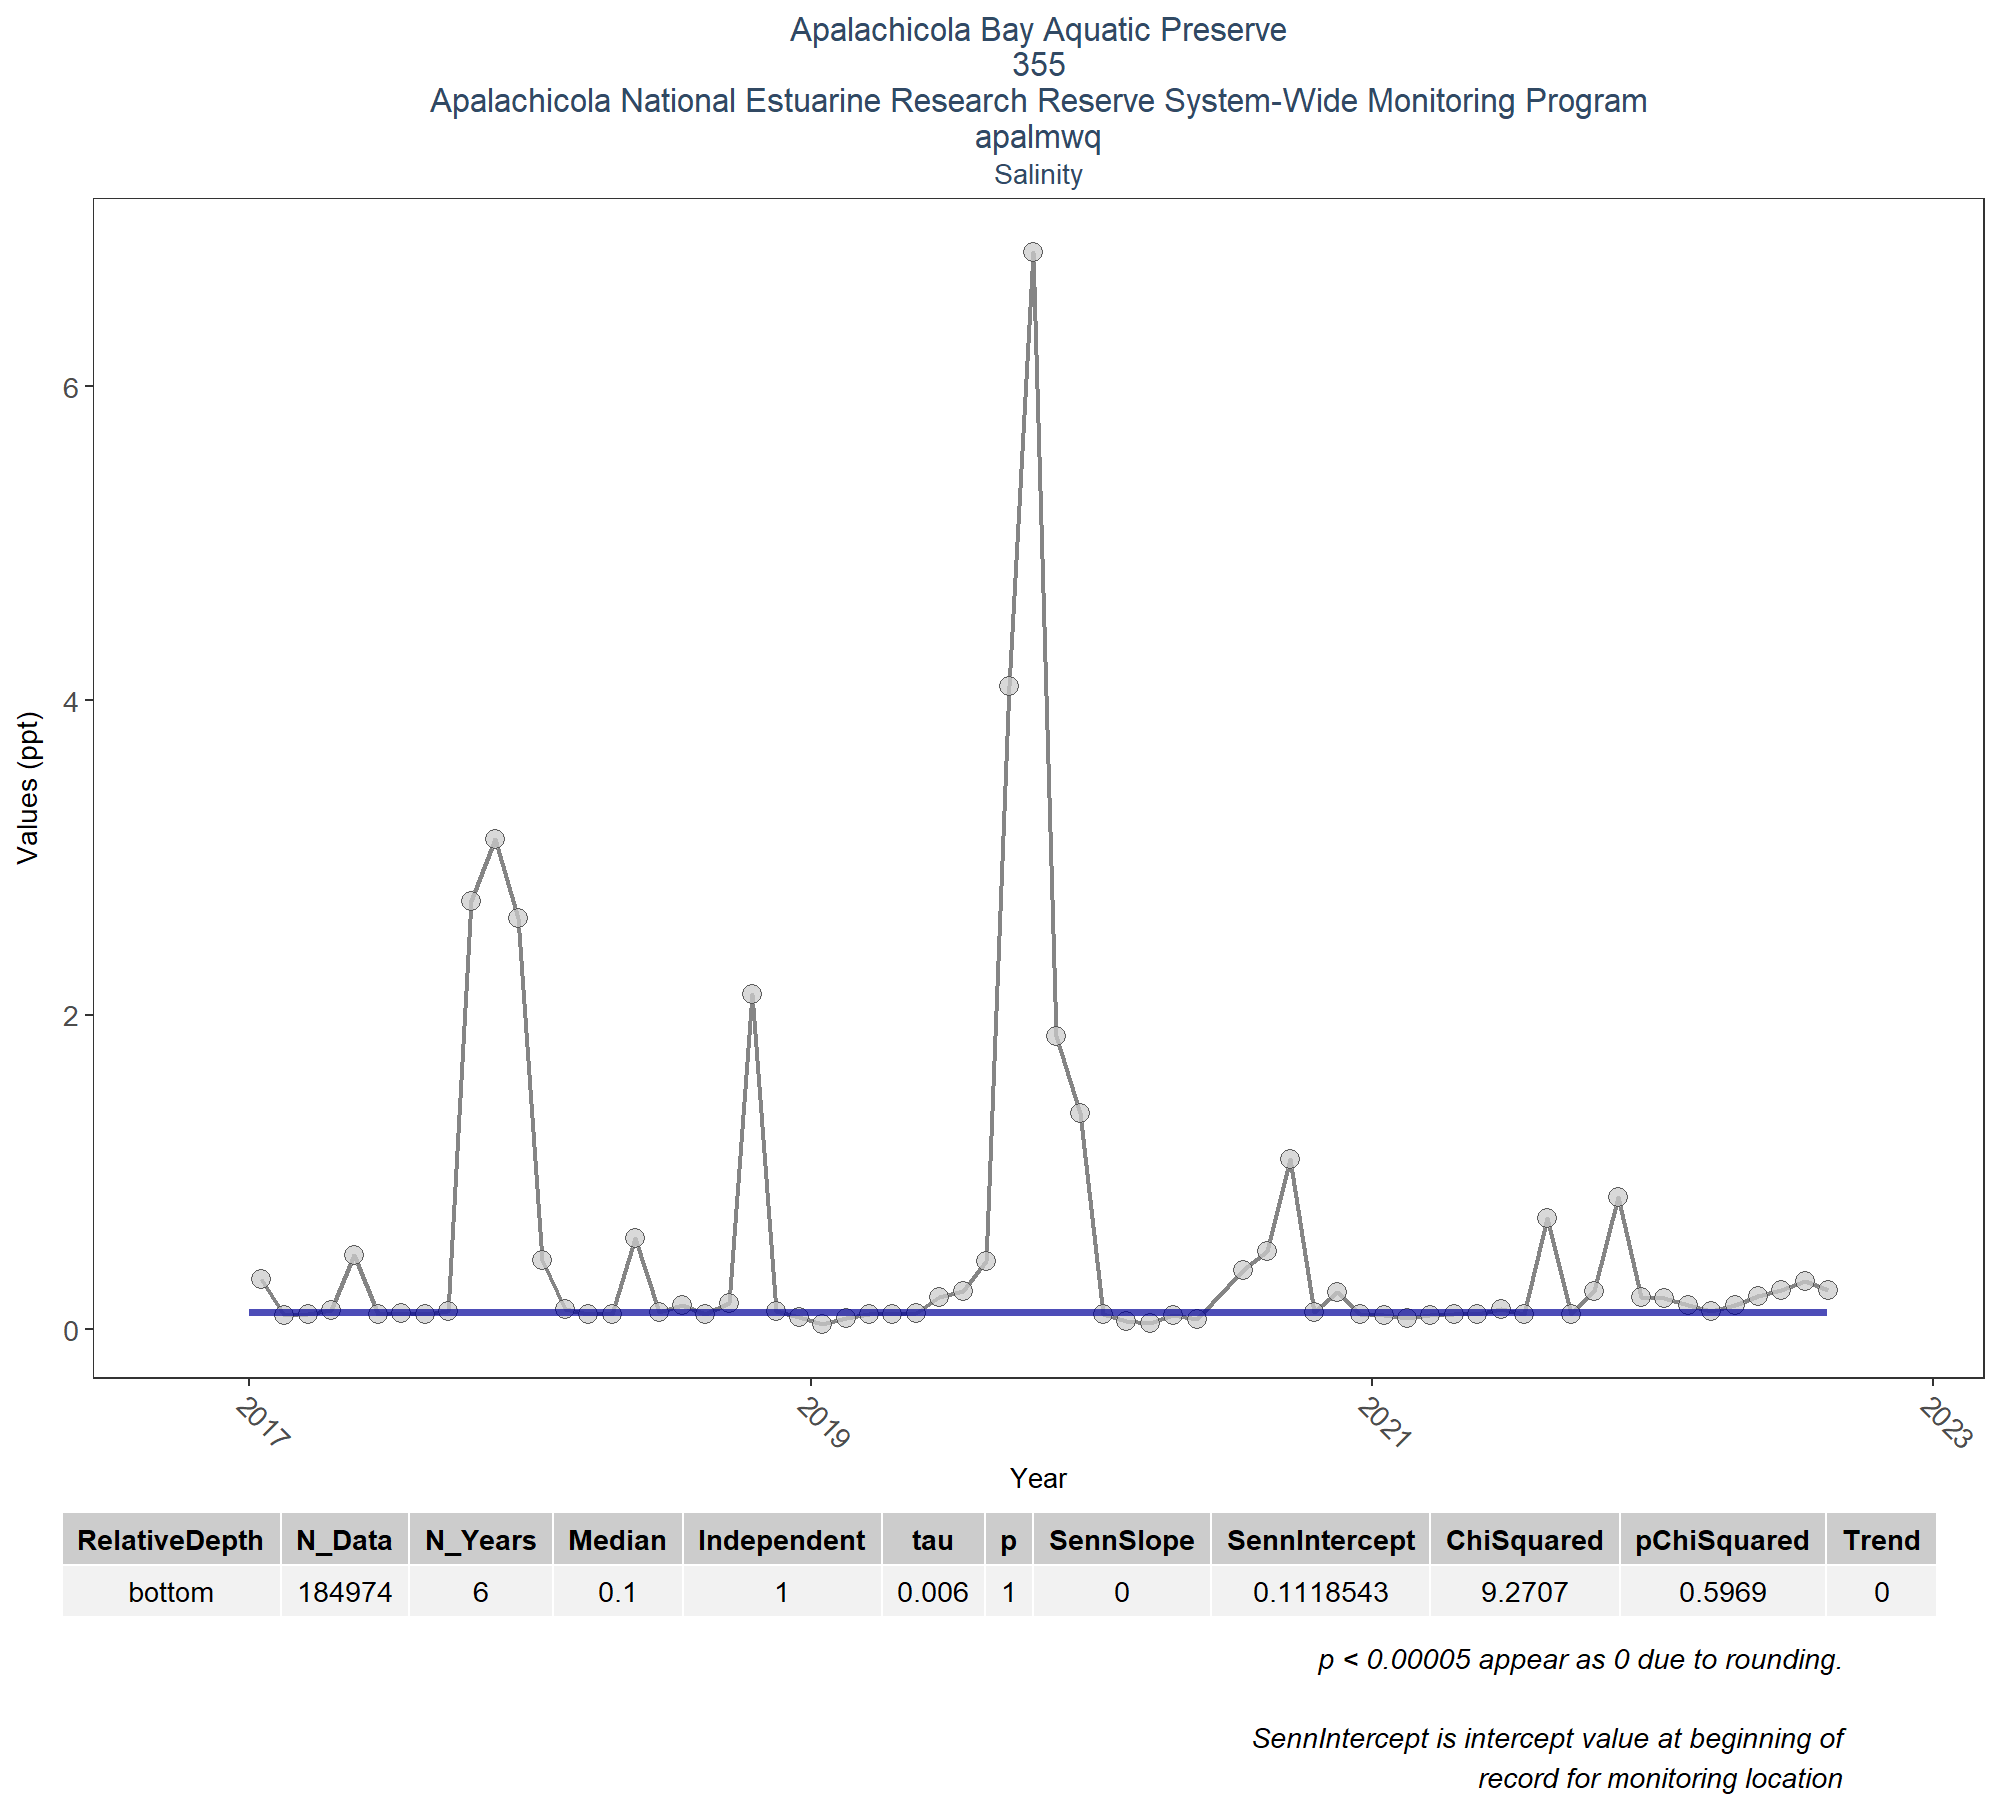 Apalachicola Bay Aquatic Preserve
355
Apalachicola National Estuarine Research Reserve System-Wide Monitoring Program
apalmwq
Salinity
Values (ppt)
6
4
2
0
2017 2019 2021 2023
Year
RelativeDepth N_Data N_Years Median Independent tau p SennSlope SennIntercept ChiSquared pChiSquared Trend
bottom 184974 6 0.1 1 0.006 1 0 0.1118543 9.2707 0.5969 0
p < 0.00005 appear as 0 due to rounding.
SennIntercept is intercept value at beginning of
record for monitoring location